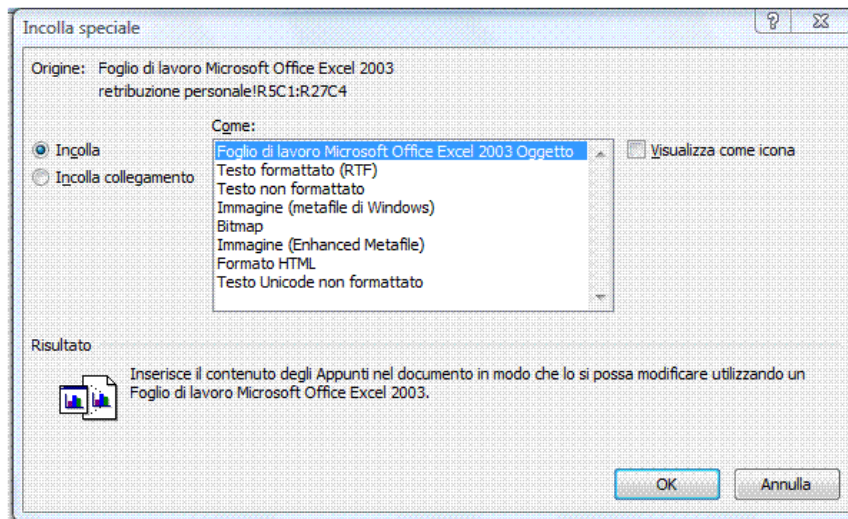 Incolla speciale
Origine: Foglio di lavoro Microsoft Office Excel 2003
retribuzione personale!R5C1:R27C4
Come:
Incolla
Incolla collegamento
Foglio di lavoro Microsoft Office Excel 2003 Oggetto
Testo formattato (RTF)
Testo non formattato
Immagine (metafile di Windows)
Bitmap
Immagine (Enhanced Metafile)
Formato HTML
Testo Unicode non formattato
Visualizza come icona
Risultato
Inserisce il contenuto degli Appunti nel documento in modo che lo si possa modificare utilizzando un
Foglio di lavoro Microsoft Office Excel 2003.
OK Annulla